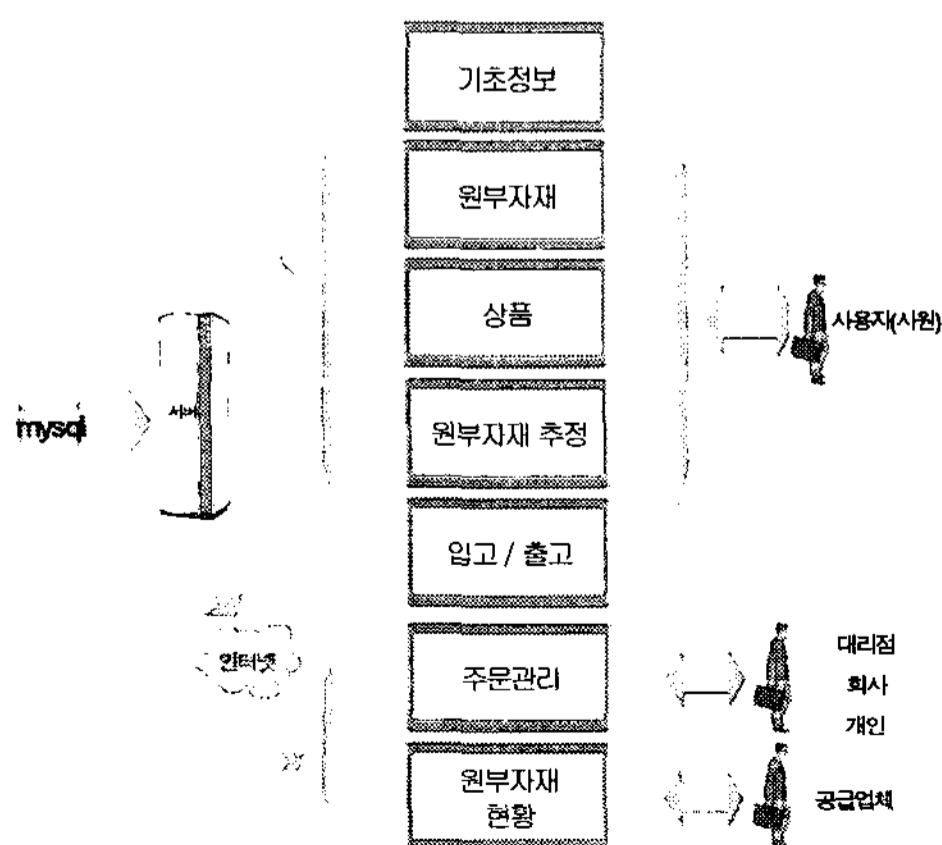 기초정보
원부자재
상품
사용자(사원)
mysql
서버
원부자재 추정
입고 / 출고
인터넷
주문관리
대리점
회사
개인
원부자재
현황
공급업체